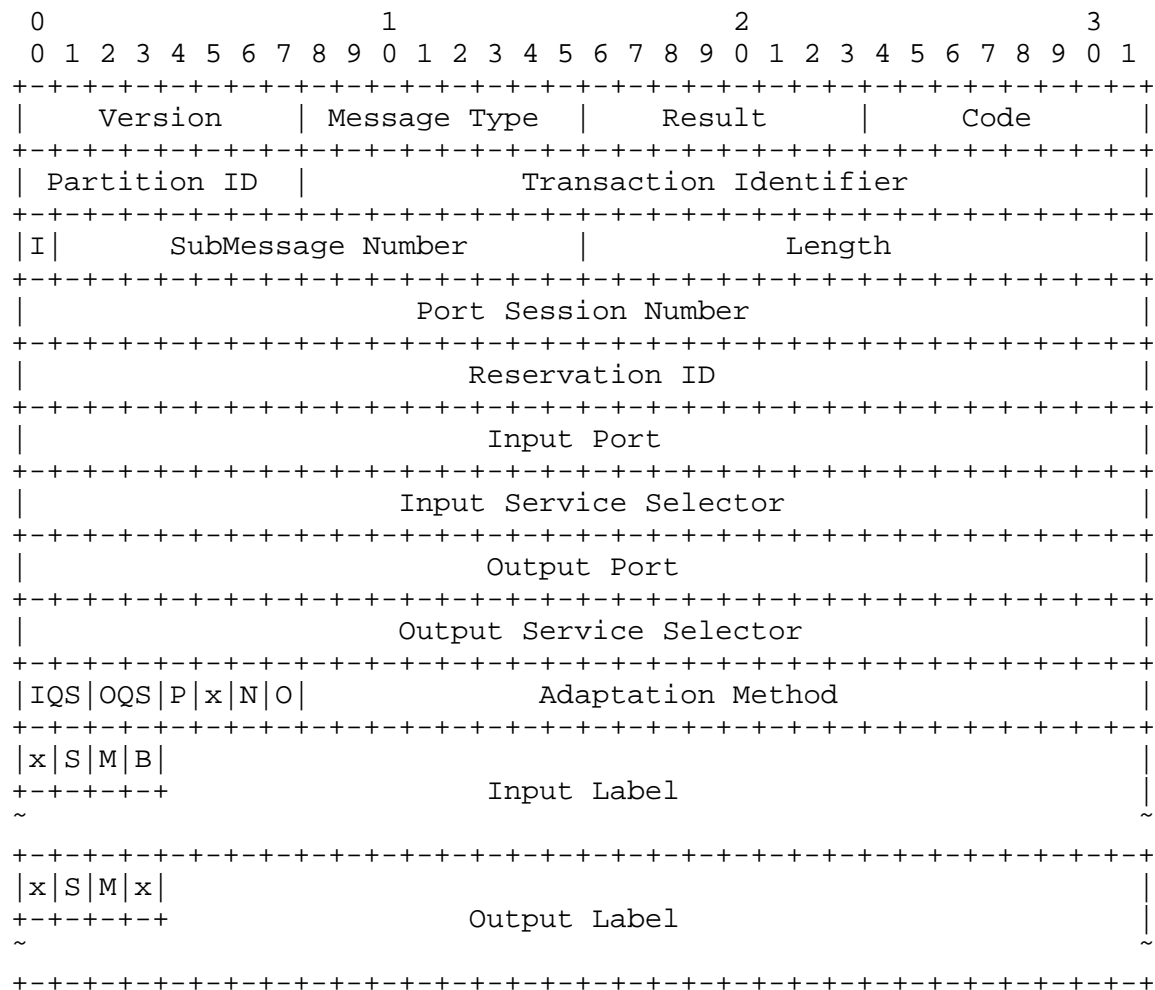 0                   1                   2                   3
 0 1 2 3 4 5 6 7 8 9 0 1 2 3 4 5 6 7 8 9 0 1 2 3 4 5 6 7 8 9 0 1
+-+-+-+-+-+-+-+-+-+-+-+-+-+-+-+-+-+-+-+-+-+-+-+-+-+-+-+-+-+-+-+-+
|    Version    | Message Type  |    Result     |     Code      |
+-+-+-+-+-+-+-+-+-+-+-+-+-+-+-+-+-+-+-+-+-+-+-+-+-+-+-+-+-+-+-+-+
| Partition ID  |            Transaction Identifier             |
+-+-+-+-+-+-+-+-+-+-+-+-+-+-+-+-+-+-+-+-+-+-+-+-+-+-+-+-+-+-+-+-+
|I|      SubMessage Number      |           Length              |
+-+-+-+-+-+-+-+-+-+-+-+-+-+-+-+-+-+-+-+-+-+-+-+-+-+-+-+-+-+-+-+-+
|                      Port Session Number                      |
+-+-+-+-+-+-+-+-+-+-+-+-+-+-+-+-+-+-+-+-+-+-+-+-+-+-+-+-+-+-+-+-+
|                         Reservation ID                        |
+-+-+-+-+-+-+-+-+-+-+-+-+-+-+-+-+-+-+-+-+-+-+-+-+-+-+-+-+-+-+-+-+
|                          Input Port                           |
+-+-+-+-+-+-+-+-+-+-+-+-+-+-+-+-+-+-+-+-+-+-+-+-+-+-+-+-+-+-+-+-+
|                     Input Service Selector                    |
+-+-+-+-+-+-+-+-+-+-+-+-+-+-+-+-+-+-+-+-+-+-+-+-+-+-+-+-+-+-+-+-+
|                          Output Port                          |
+-+-+-+-+-+-+-+-+-+-+-+-+-+-+-+-+-+-+-+-+-+-+-+-+-+-+-+-+-+-+-+-+
|                     Output Service Selector                   |
+-+-+-+-+-+-+-+-+-+-+-+-+-+-+-+-+-+-+-+-+-+-+-+-+-+-+-+-+-+-+-+-+
|IQS|OQS|P|x|N|O|             Adaptation Method                 |
+-+-+-+-+-+-+-+-+-+-+-+-+-+-+-+-+-+-+-+-+-+-+-+-+-+-+-+-+-+-+-+-+
|x|S|M|B|                                                       |
+-+-+-+-+                  Input Label                          |
~                                                               ~
+-+-+-+-+-+-+-+-+-+-+-+-+-+-+-+-+-+-+-+-+-+-+-+-+-+-+-+-+-+-+-+-+
|x|S|M|x|                                                       |
+-+-+-+-+                 Output Label                          |
~                                                               ~
+-+-+-+-+-+-+-+-+-+-+-+-+-+-+-+-+-+-+-+-+-+-+-+-+-+-+-+-+-+-+-+-+